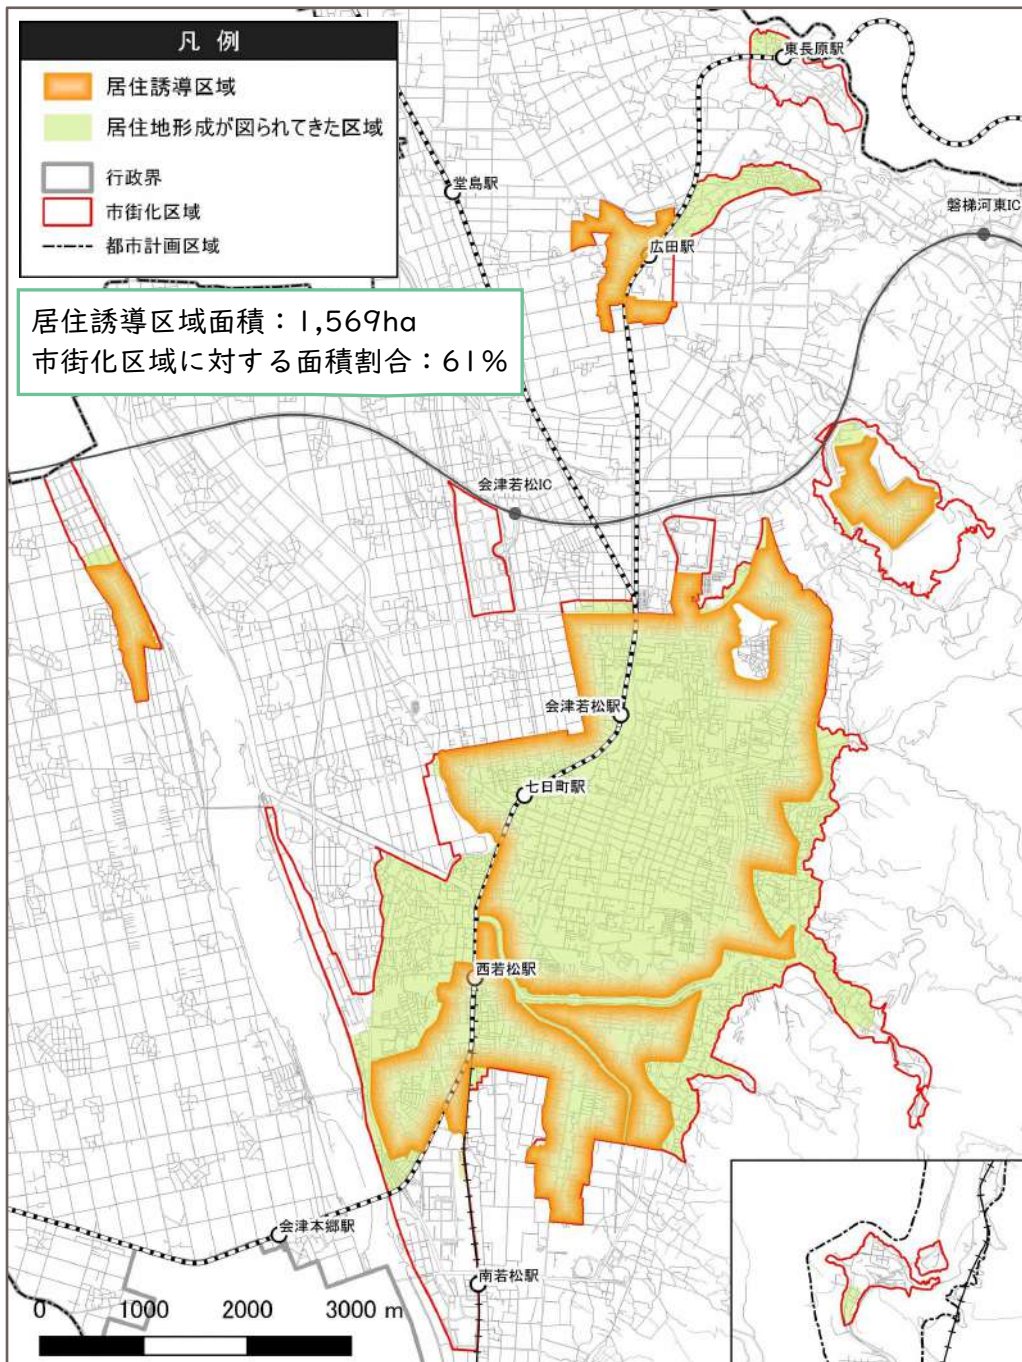 凡 例
居住誘導区域
居住地形成が図られてきた区域
行政界
市街化区域
都市計画区域
居住誘導区域面積：1,569ha
市街化区域に対する面積割合：61%
東長原駅
堂島駅
磐梯河東IC
広田駅
会津若松IC
会津若松駅
七日町駅
西若松駅
会津本郷駅
南若松駅
0 1000 2000 3000 m